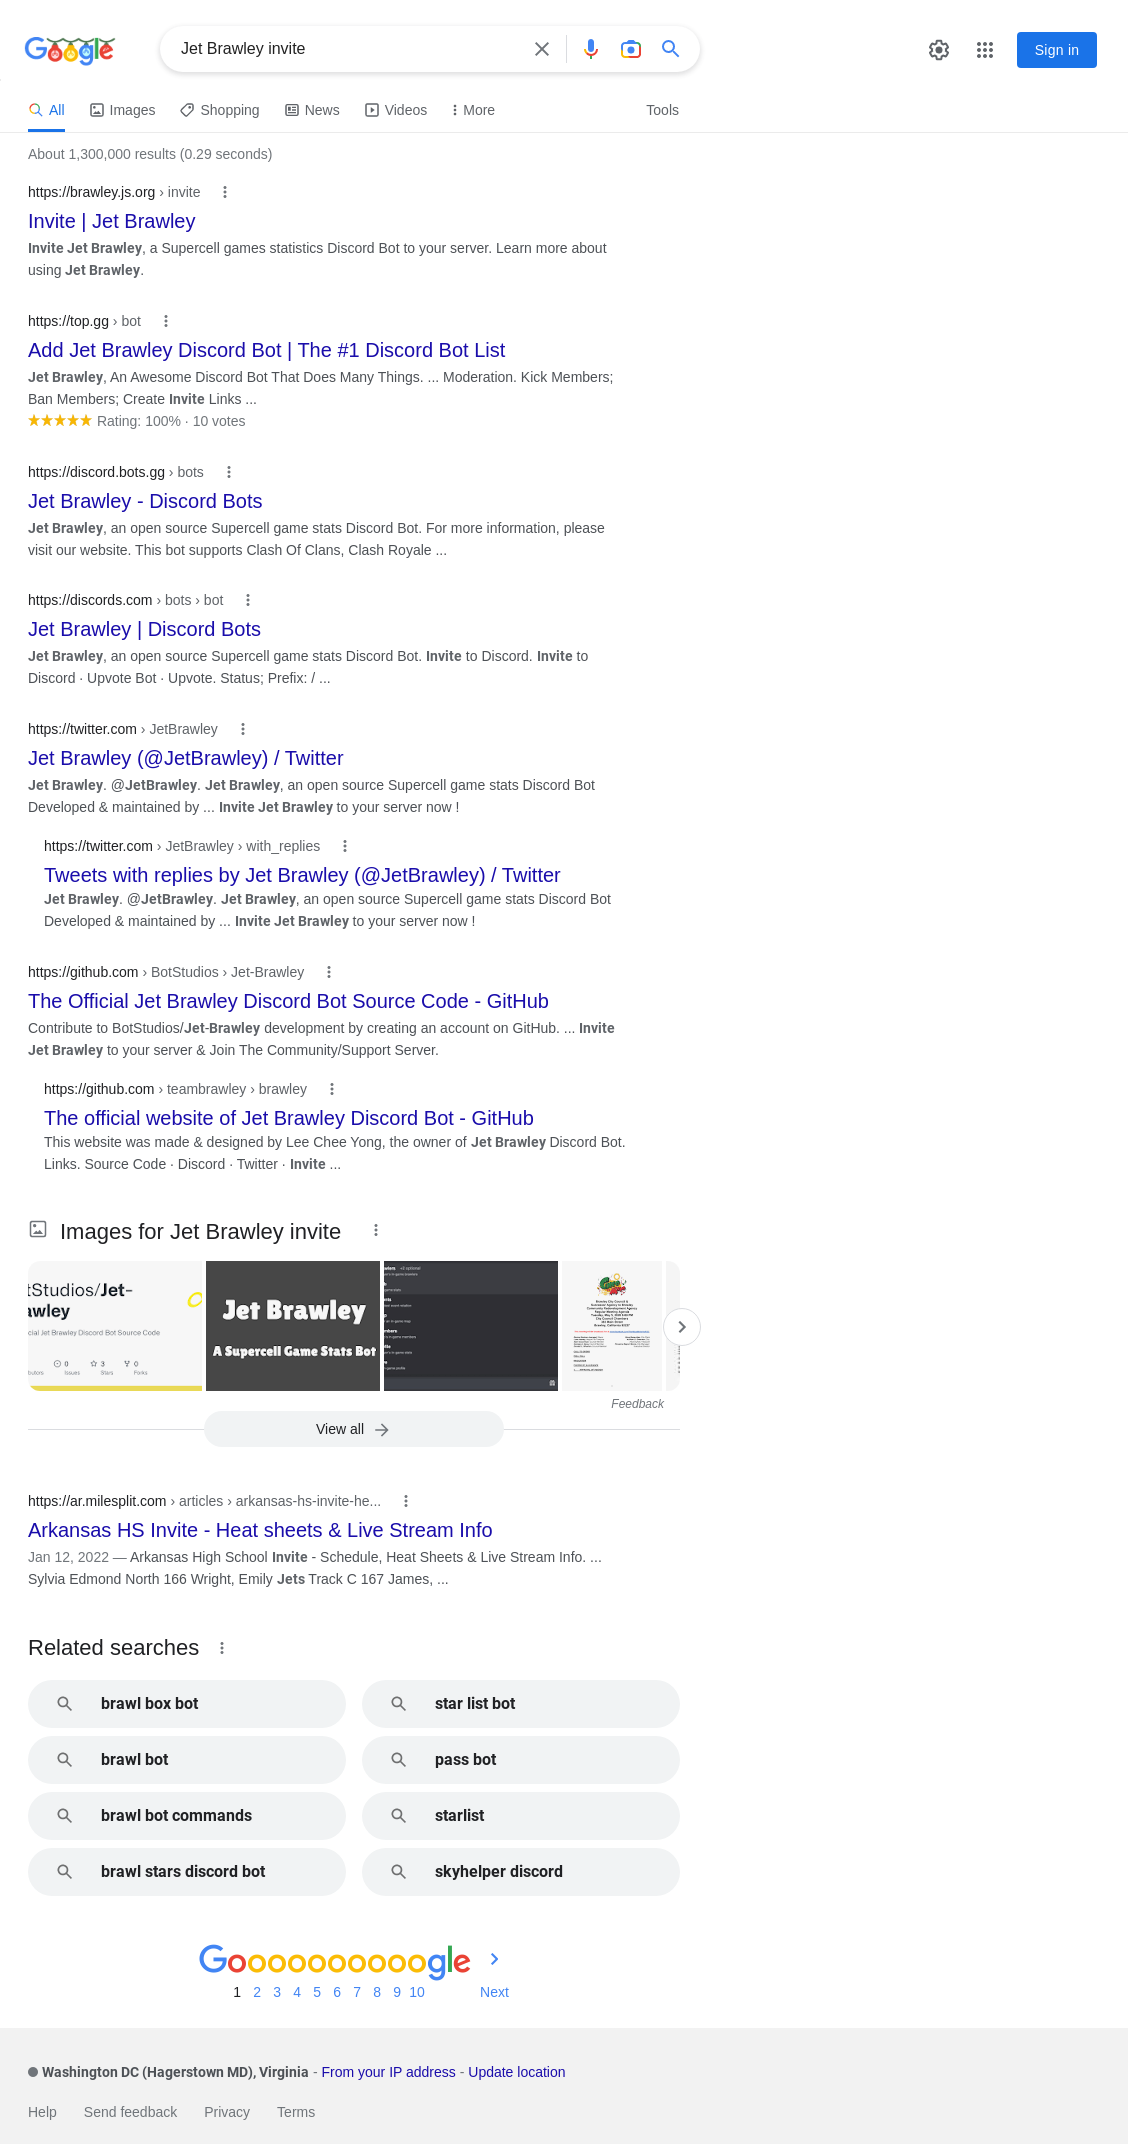 Google
Jet Brawley invite
Sign in
All Images Shopping News Videos More Tools
About 1,300,000 results (0.29 seconds)
https://brawley.js.org › invite
Invite | Jet Brawley
Invite Jet Brawley, a Supercell games statistics Discord Bot to your server. Learn more about
using Jet Brawley.
https://top.gg › bot
Add Jet Brawley Discord Bot | The #1 Discord Bot List
Jet Brawley, An Awesome Discord Bot That Does Many Things. ... Moderation. Kick Members;
Ban Members; Create Invite Links ...
Rating: 100% · 10 votes
https://discord.bots.gg › bots
Jet Brawley - Discord Bots
Jet Brawley, an open source Supercell game stats Discord Bot. For more information, please
visit our website. This bot supports Clash Of Clans, Clash Royale ...
https://discords.com › bots › bot
Jet Brawley | Discord Bots
Jet Brawley, an open source Supercell game stats Discord Bot. Invite to Discord. Invite to
Discord · Upvote Bot · Upvote. Status; Prefix: / ...
https://twitter.com › JetBrawley
Jet Brawley (@JetBrawley) / Twitter
Jet Brawley. @JetBrawley. Jet Brawley, an open source Supercell game stats Discord Bot
Developed & maintained by ... Invite Jet Brawley to your server now !
https://twitter.com › JetBrawley › with_replies
Tweets with replies by Jet Brawley (@JetBrawley) / Twitter
Jet Brawley. @JetBrawley. Jet Brawley, an open source Supercell game stats Discord Bot
Developed & maintained by ... Invite Jet Brawley to your server now !
https://github.com › BotStudios › Jet-Brawley
The Official Jet Brawley Discord Bot Source Code - GitHub
Contribute to BotStudios/Jet-Brawley development by creating an account on GitHub. ... Invite
Jet Brawley to your server & Join The Community/Support Server.
https://github.com › teambrawley › brawley
The official website of Jet Brawley Discord Bot - GitHub
This website was made & designed by Lee Chee Yong, the owner of Jet Brawley Discord Bot.
Links. Source Code · Discord · Twitter · Invite ...
Images for Jet Brawley invite
tStudios/Jet-
awley
cial Jet Brawley Discord Bot Source Code
0 3 0
Issues Stars Forks
Jet Brawley
A Supercell Game Stats Bot
Feedback
View all
https://ar.milesplit.com › articles › arkansas-hs-invite-he...
Arkansas HS Invite - Heat sheets & Live Stream Info
Jan 12, 2022 — Arkansas High School Invite - Schedule, Heat Sheets & Live Stream Info. ...
Sylvia Edmond North 166 Wright, Emily Jets Track C 167 James, ...
Related searches
brawl box bot star list bot
brawl bot pass bot
brawl bot commands starlist
brawl stars discord bot skyhelper discord
Goooooooooogle
1 2 3 4 5 6 7 8 9 10 Next
Washington DC (Hagerstown MD), Virginia - From your IP address - Update location
Help Send feedback Privacy Terms